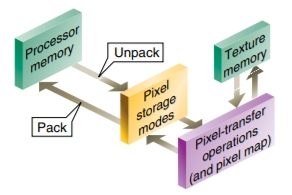 Processor
memory
Unpack
Texture
memory
Pixel
storage
modes
Pack
Pixel-transfer
operations
(and pixel map)